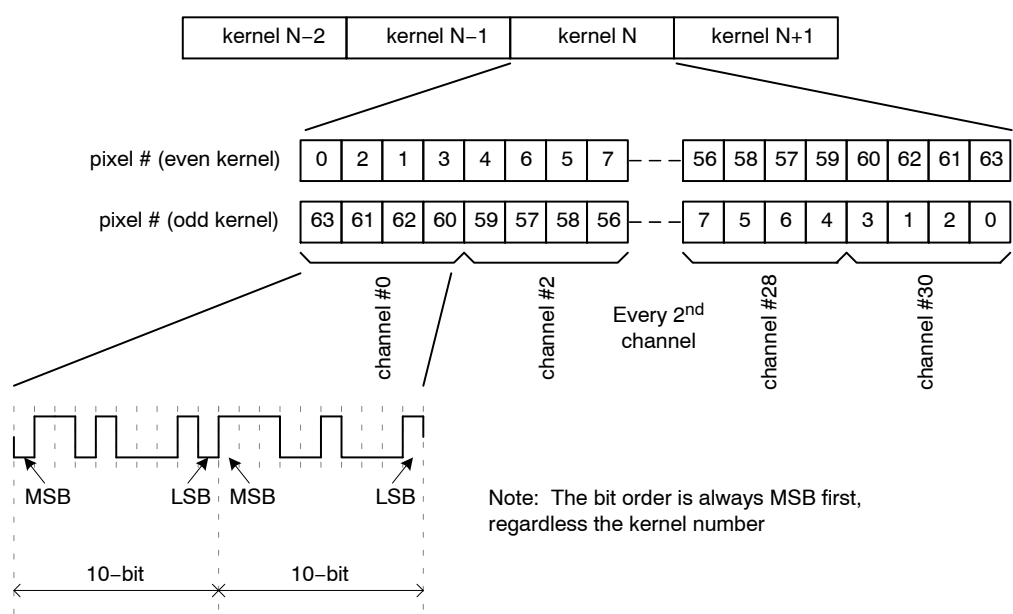 kernel N−2 kernel N−1 kernel N kernel N+1
pixel # (even kernel) 0 2 1 3 4 6 5 7 56 58 57 59 60 62 61 63
pixel # (odd kernel) 63 61 62 60 59 57 58 56 7 5 6 4 3 1 2 0
channel #0
channel #2
Every 2nd
channel
channel #28
channel #30
MSB LSB MSB LSB
Note: The bit order is always MSB first,
regardless the kernel number
10−bit 10−bit